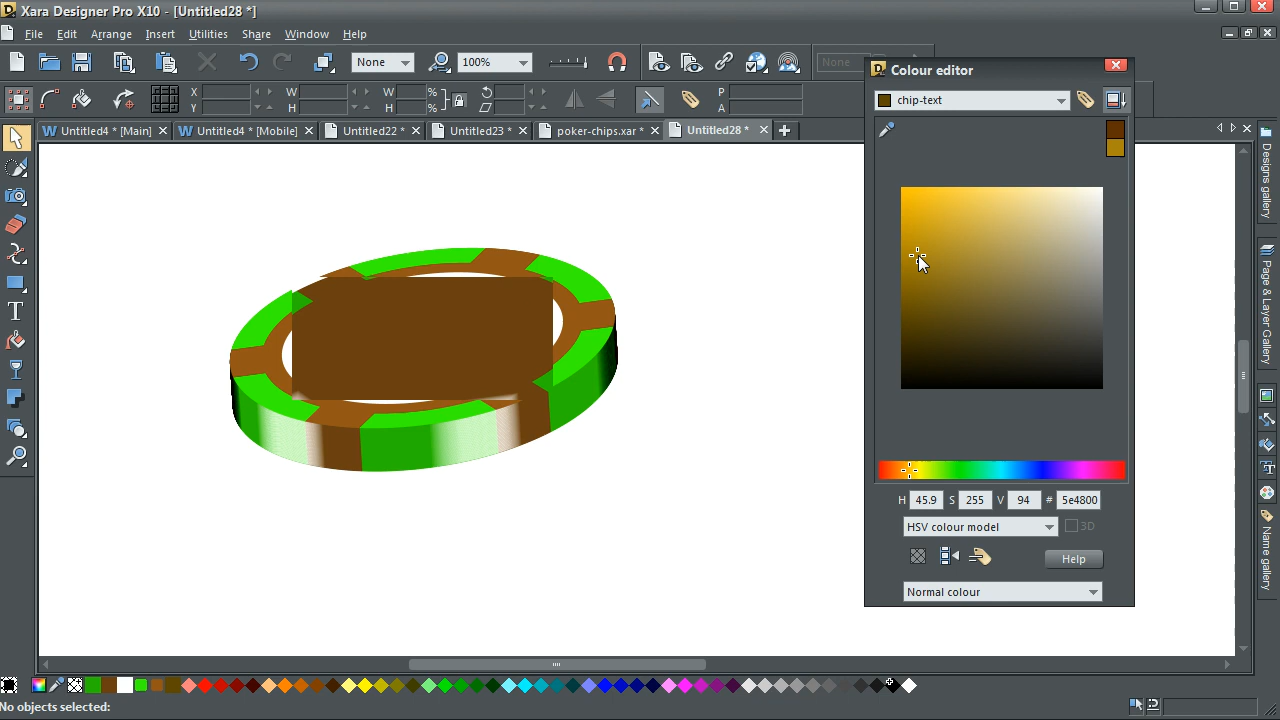 Xara Designer Pro X10 - [Untitled28 *]
File Edit Arrange Insert Utilities Share Window Help
None 100% None
X W W % P
Y H H % A
Untitled4 * [Main] Untitled4 * [Mobile] Untitled22 * Untitled23 * poker-chips.xar * Untitled28 *
Colour editor
chip-text
H 45.9 S 255 V 94 # 5e4800
HSV colour model 3D
Help
Normal colour
Designs gallery
Page & Layer Gallery
Name gallery
No objects selected: